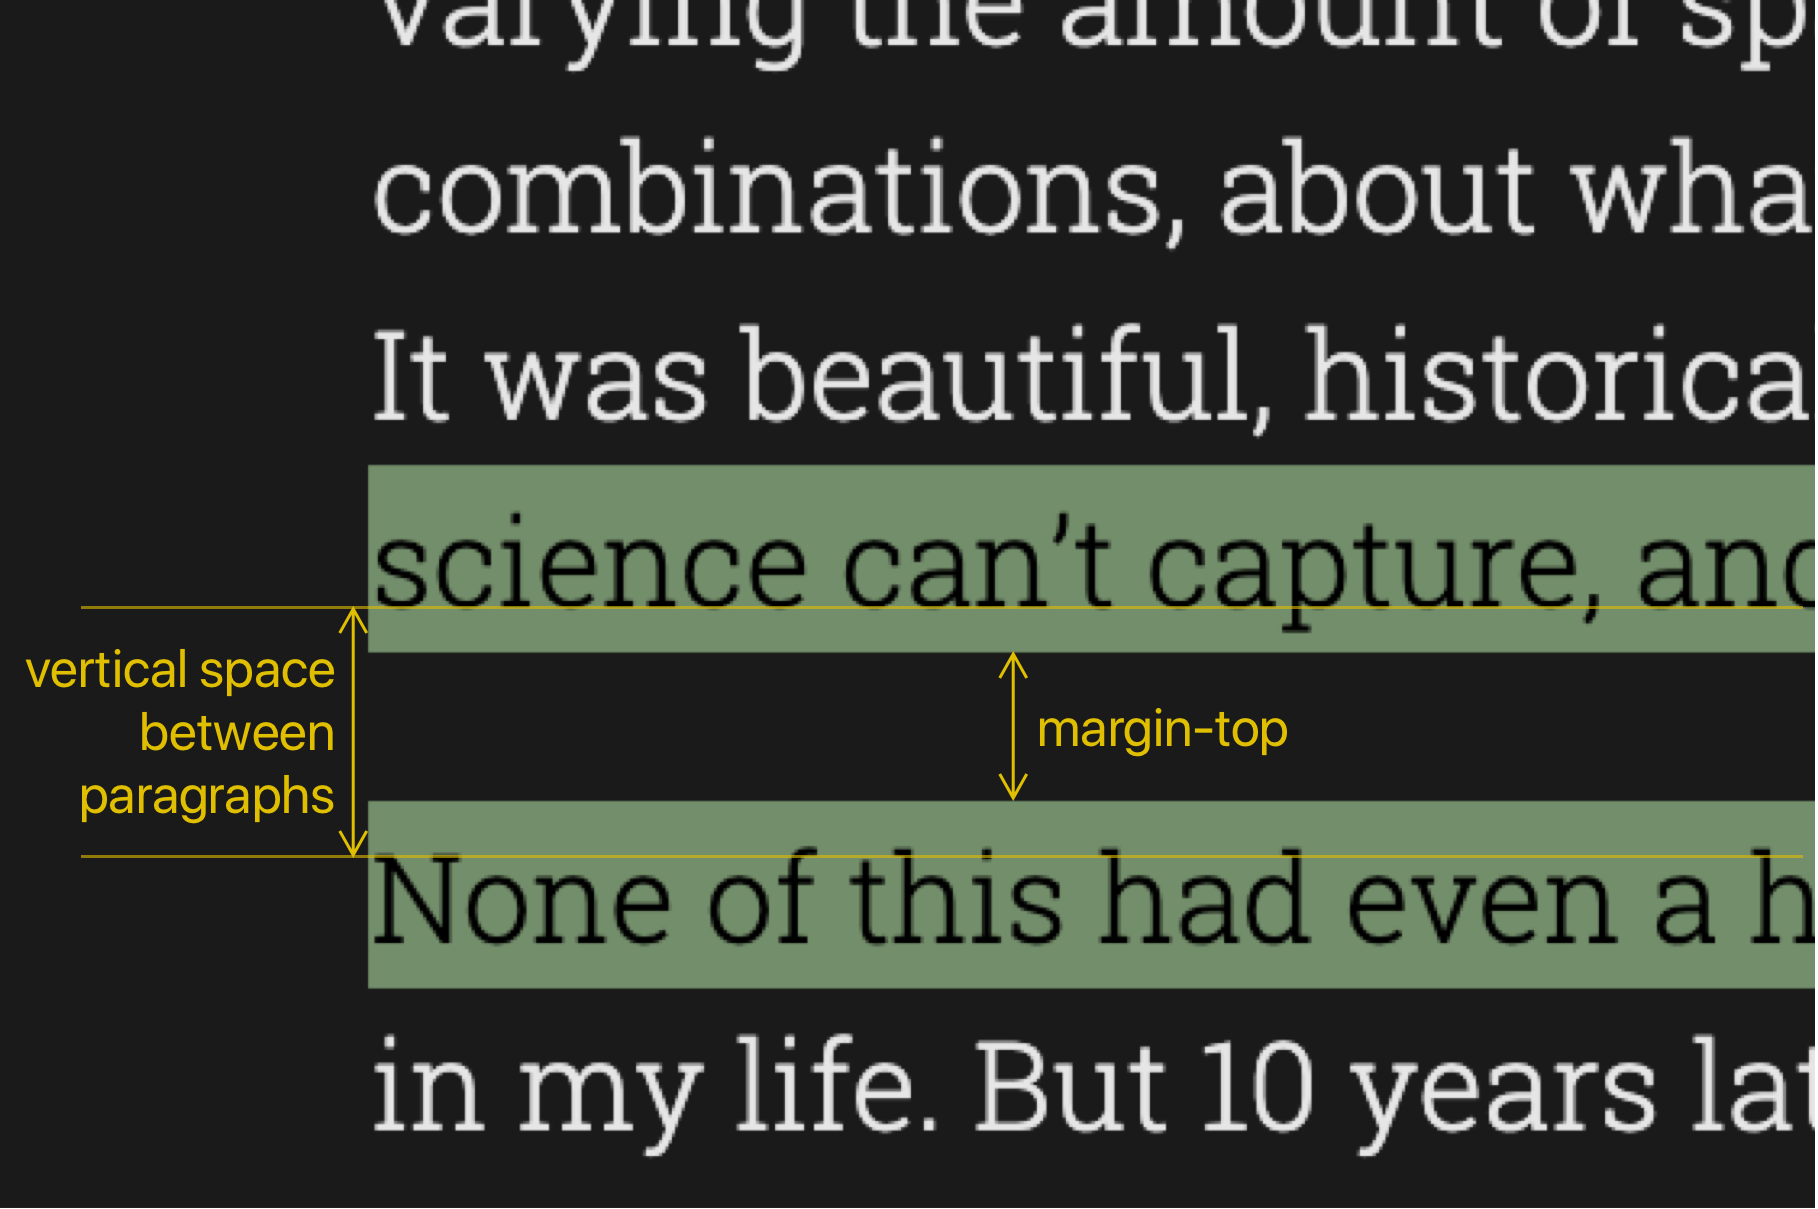 varying the amount of sp
combinations, about wha
It was beautiful, historica
science can’t capture, and
vertical space
between
paragraphs
margin-top
None of this had even a h
in my life. But 10 years lat